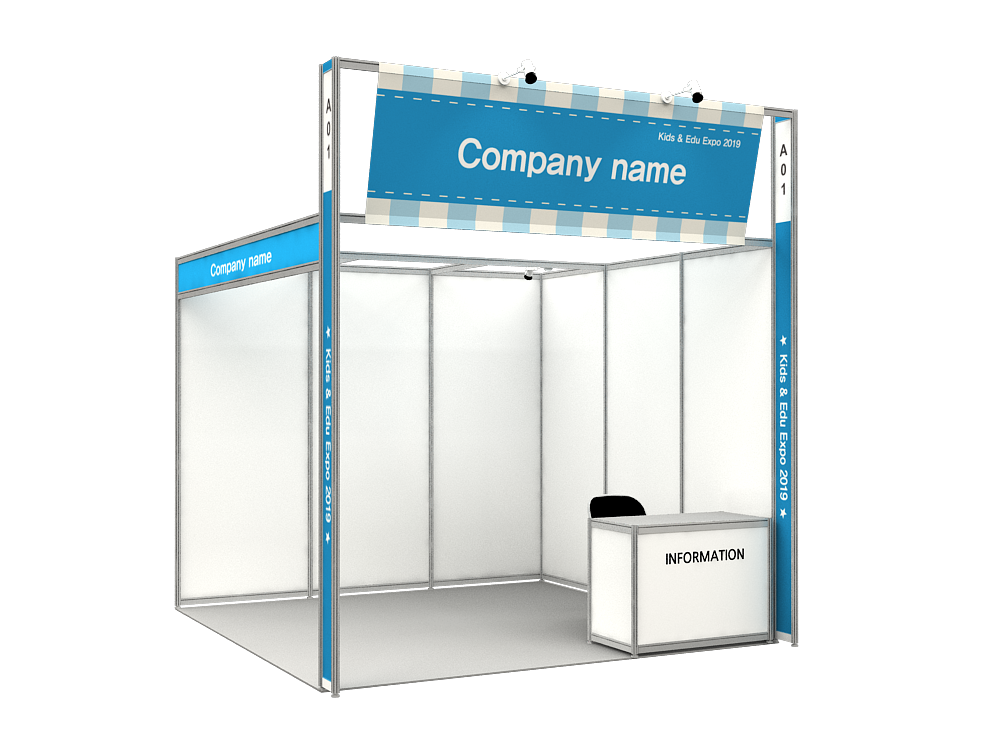 A01
Kids & Edu Expo 2019
Company name
A01
Company name
★ Kids & Edu Expo 2019 ★
★ Kids & Edu Expo 2019 ★
INFORMATION